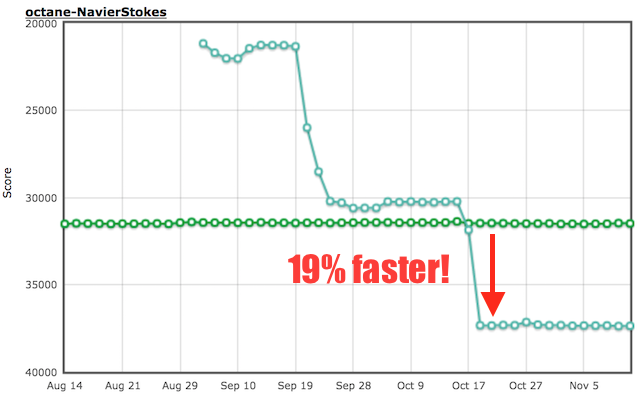 octane-NavierStokes
20000
25000
30000
35000
40000
Score
19% faster!
Aug 14 Aug 21 Aug 29 Sep 10 Sep 19 Sep 28 Oct 9 Oct 17 Oct 27 Nov 5